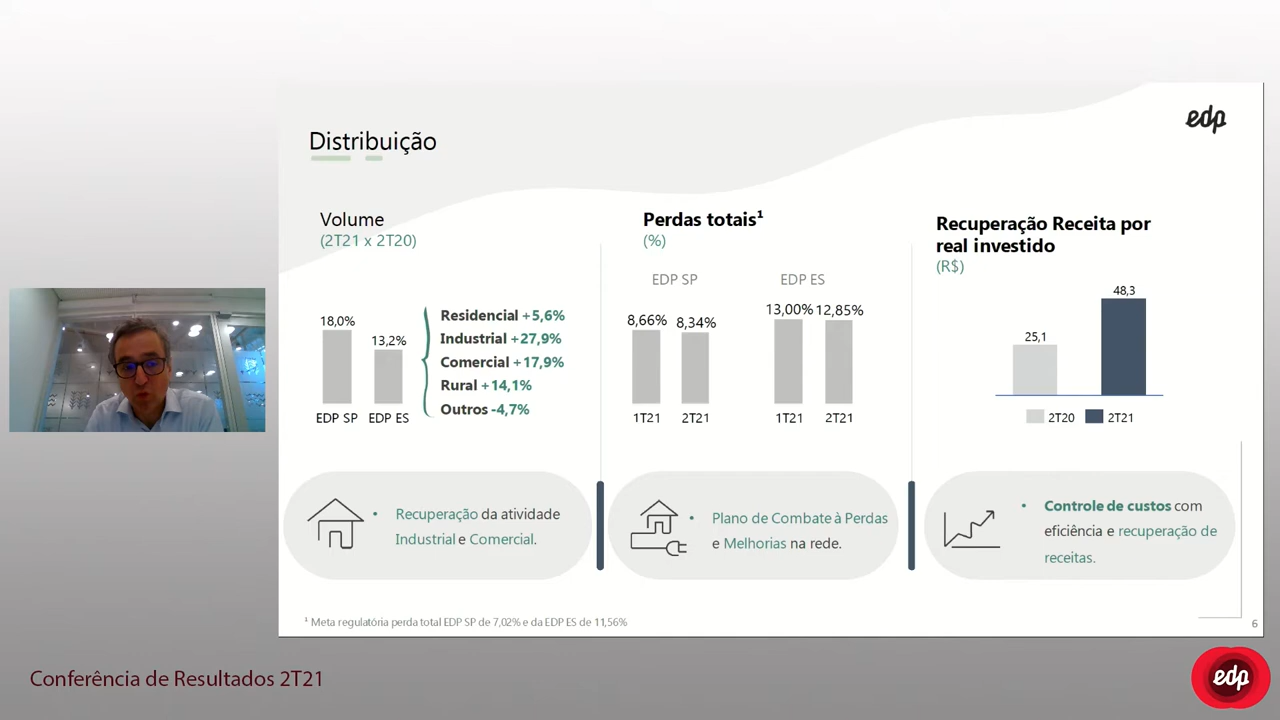 edp
Distribuição
Volume
(2T21 x 2T20)
18,0%
13,2%
EDP SP
EDP ES
Residencial +5,6%
Industrial +27,9%
Comercial +17,9%
Rural +14,1%
Outros -4,7%
• Recuperação da atividade
Industrial e Comercial.
Perdas totais¹
(%)
EDP SP
EDP ES
8,66%
8,34%
13,00%
12,85%
1T21
2T21
1T21
2T21
• Plano de Combate à Perdas
e Melhorias na rede.
Recuperação Receita por
real investido
(R$)
25,1
48,3
2T20
2T21
• Controle de custos com
eficiência e recuperação de
receitas.
¹ Meta regulatória perda total EDP SP de 7,02% e da EDP ES de 11,56%
6
Conferência de Resultados 2T21
edp